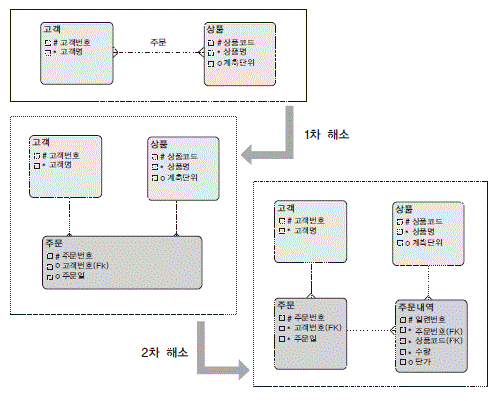 고객
# 고객번호
* 고객명
주문
상품
# 상품코드
* 상품명
o 계측단위
1차 해소
고객
# 고객번호
* 고객명
상품
# 상품코드
* 상품명
o 계측단위
주문
# 주문번호
o 고객번호(Fk)
o 주문일
2차 해소
고객
# 고객번호
* 고객명
상품
# 상품코드
* 상품명
o 계측단위
주문
# 주문번호
* 고객번호(FK)
* 주문일
주문내역
# 일련번호
* 주문번호(FK)
* 상품코드(FK)
* 수량
o 단가